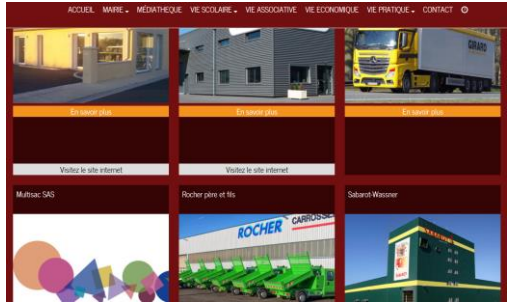 ACCUEIL MAIRIE MÉDIATHEQUE VIE SCOLAIRE VIE ASSOCIATIVE VIE ECONOMIQUE VIE PRATIQUE CONTACT
GIRARD
En savoir plus En savoir plus En savoir plus
Visitez le site internet Visitez le site internet
Multisac SAS Rocher père et fils Sabarot-Wassner
ROCHER CARROSSE